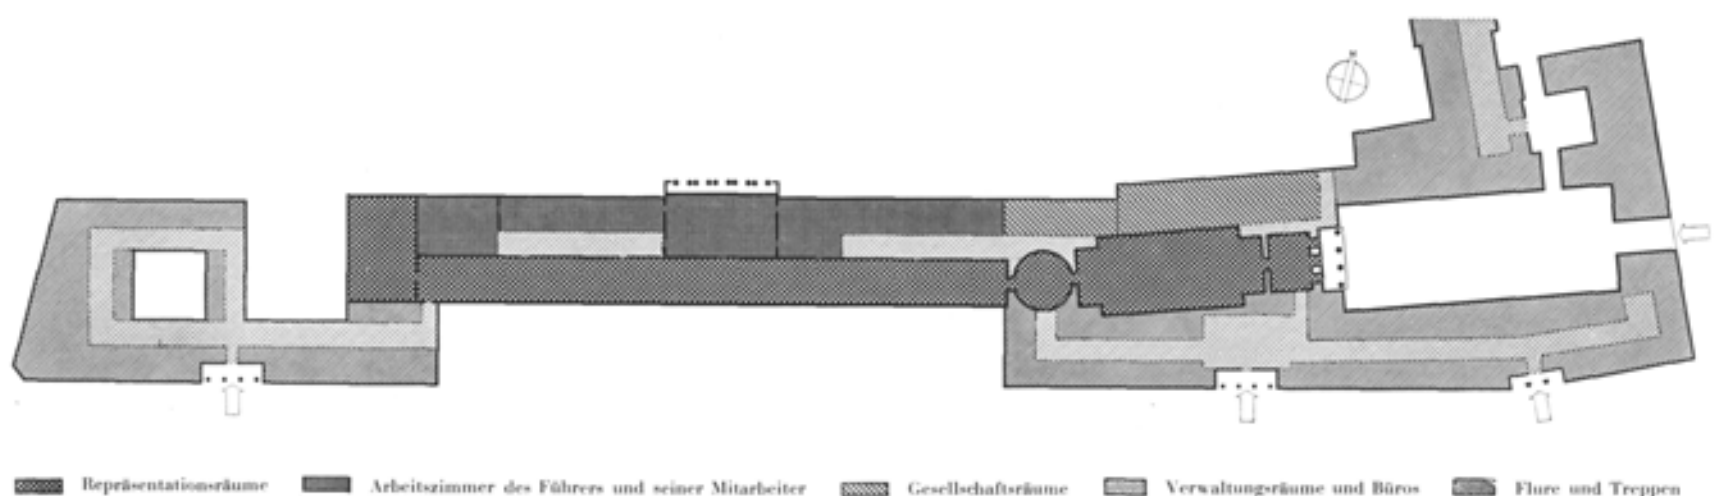 N
Repräsentationsräume Arbeitszimmer des Führers und seiner Mitarbeiter Gesellschaftsräume Verwaltungsräume und Büros Flure und Treppen